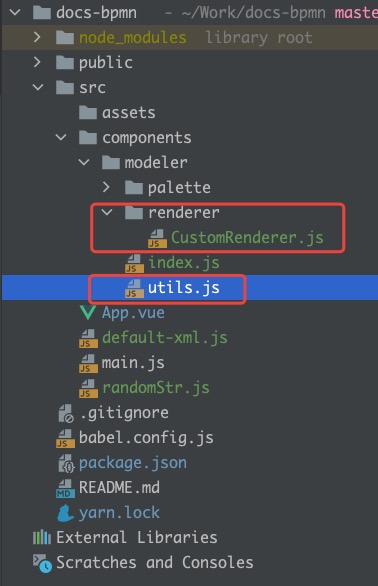 docs-bpmn - ~/Work/docs-bpmn maste
node_modules library root
public
src
assets
components
modeler
palette
renderer
CustomRenderer.js
index.js
utils.js
App.vue
default-xml.js
main.js
randomStr.js
.gitignore
babel.config.js
package.json
README.md
yarn.lock
External Libraries
Scratches and Consoles